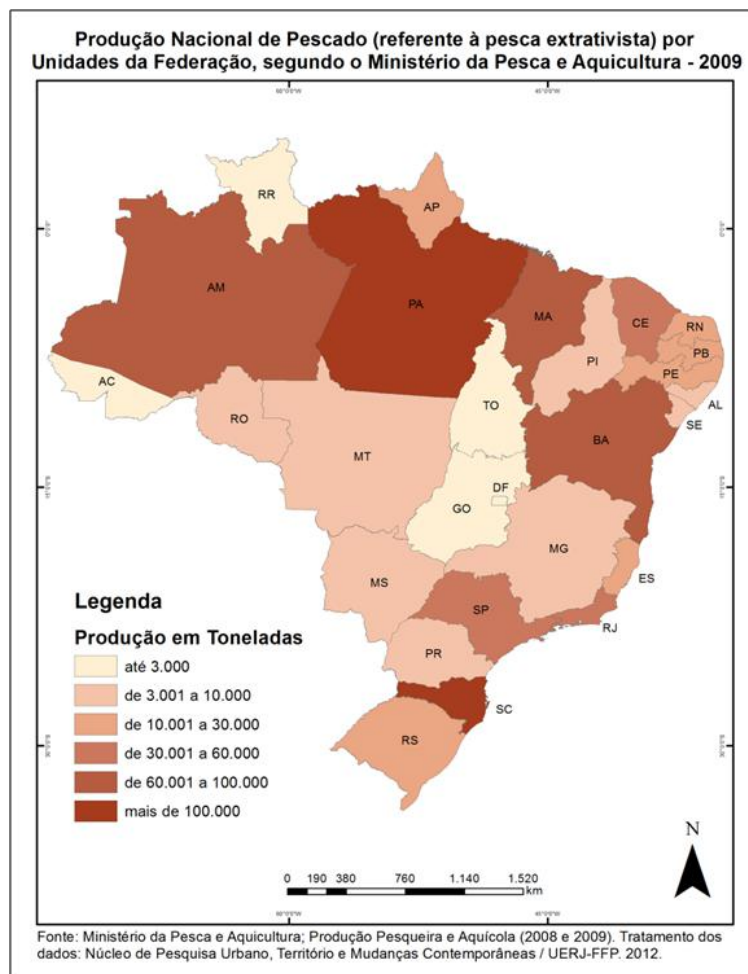 Produção Nacional de Pescado (referente à pesca extrativista) por
Unidades da Federação, segundo o Ministério da Pesca e Aquicultura - 2009
RR
AP
AM
PA
MA
CE
RN
PB
PE
PI
AL
SE
AC
RO
TO
BA
MT
DF
GO
MG
ES
MS
SP
RJ
PR
SC
RS
Legenda
Produção em Toneladas
até 3.000
de 3.001 a 10.000
de 10.001 a 30.000
de 30.001 a 60.000
de 60.001 a 100.000
mais de 100.000
N
0 190 380 760 1.140 1.520
km
Fonte: Ministério da Pesca e Aquicultura; Produção Pesqueira e Aquícola (2008 e 2009). Tratamento dos
dados: Núcleo de Pesquisa Urbano, Território e Mudanças Contemporâneas / UERJ-FFP. 2012.